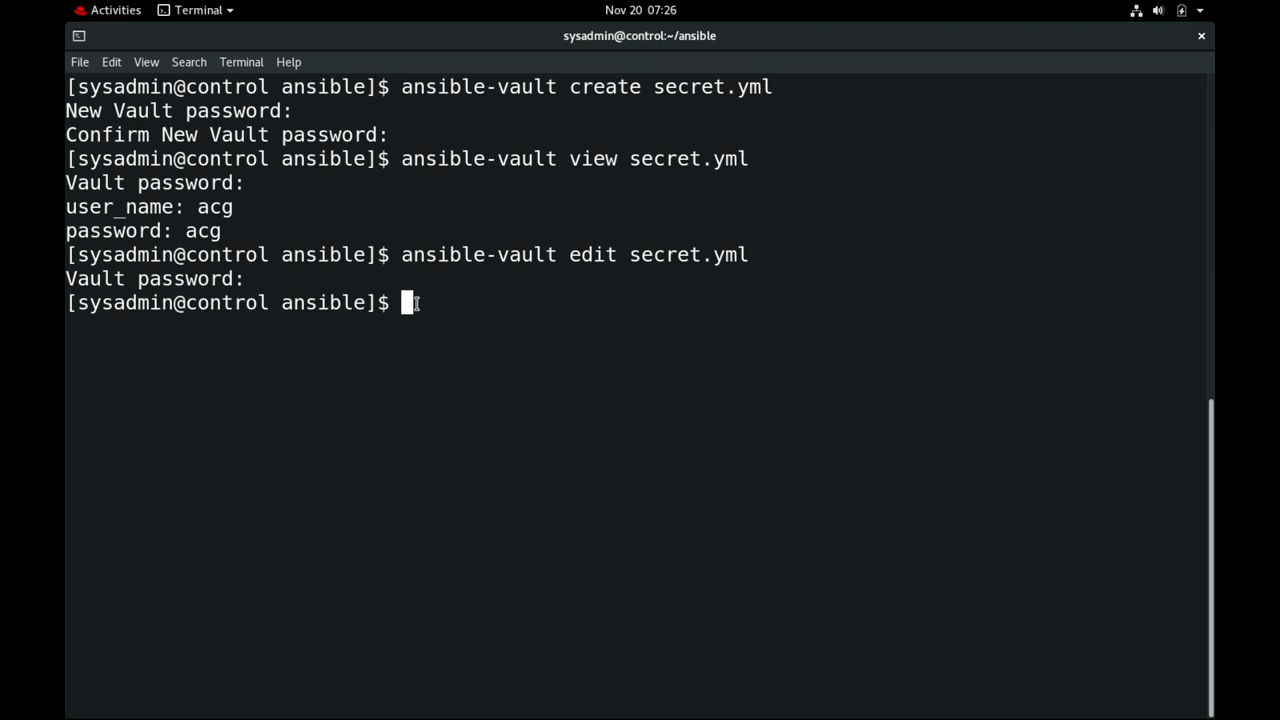 Activities Terminal Nov 20 07:26
sysadmin@control:~/ansible
File Edit View Search Terminal Help
[sysadmin@control ansible]$ ansible-vault create secret.yml
New Vault password:
Confirm New Vault password:
[sysadmin@control ansible]$ ansible-vault view secret.yml
Vault password:
user_name: acg
password: acg
[sysadmin@control ansible]$ ansible-vault edit secret.yml
Vault password:
[sysadmin@control ansible]$